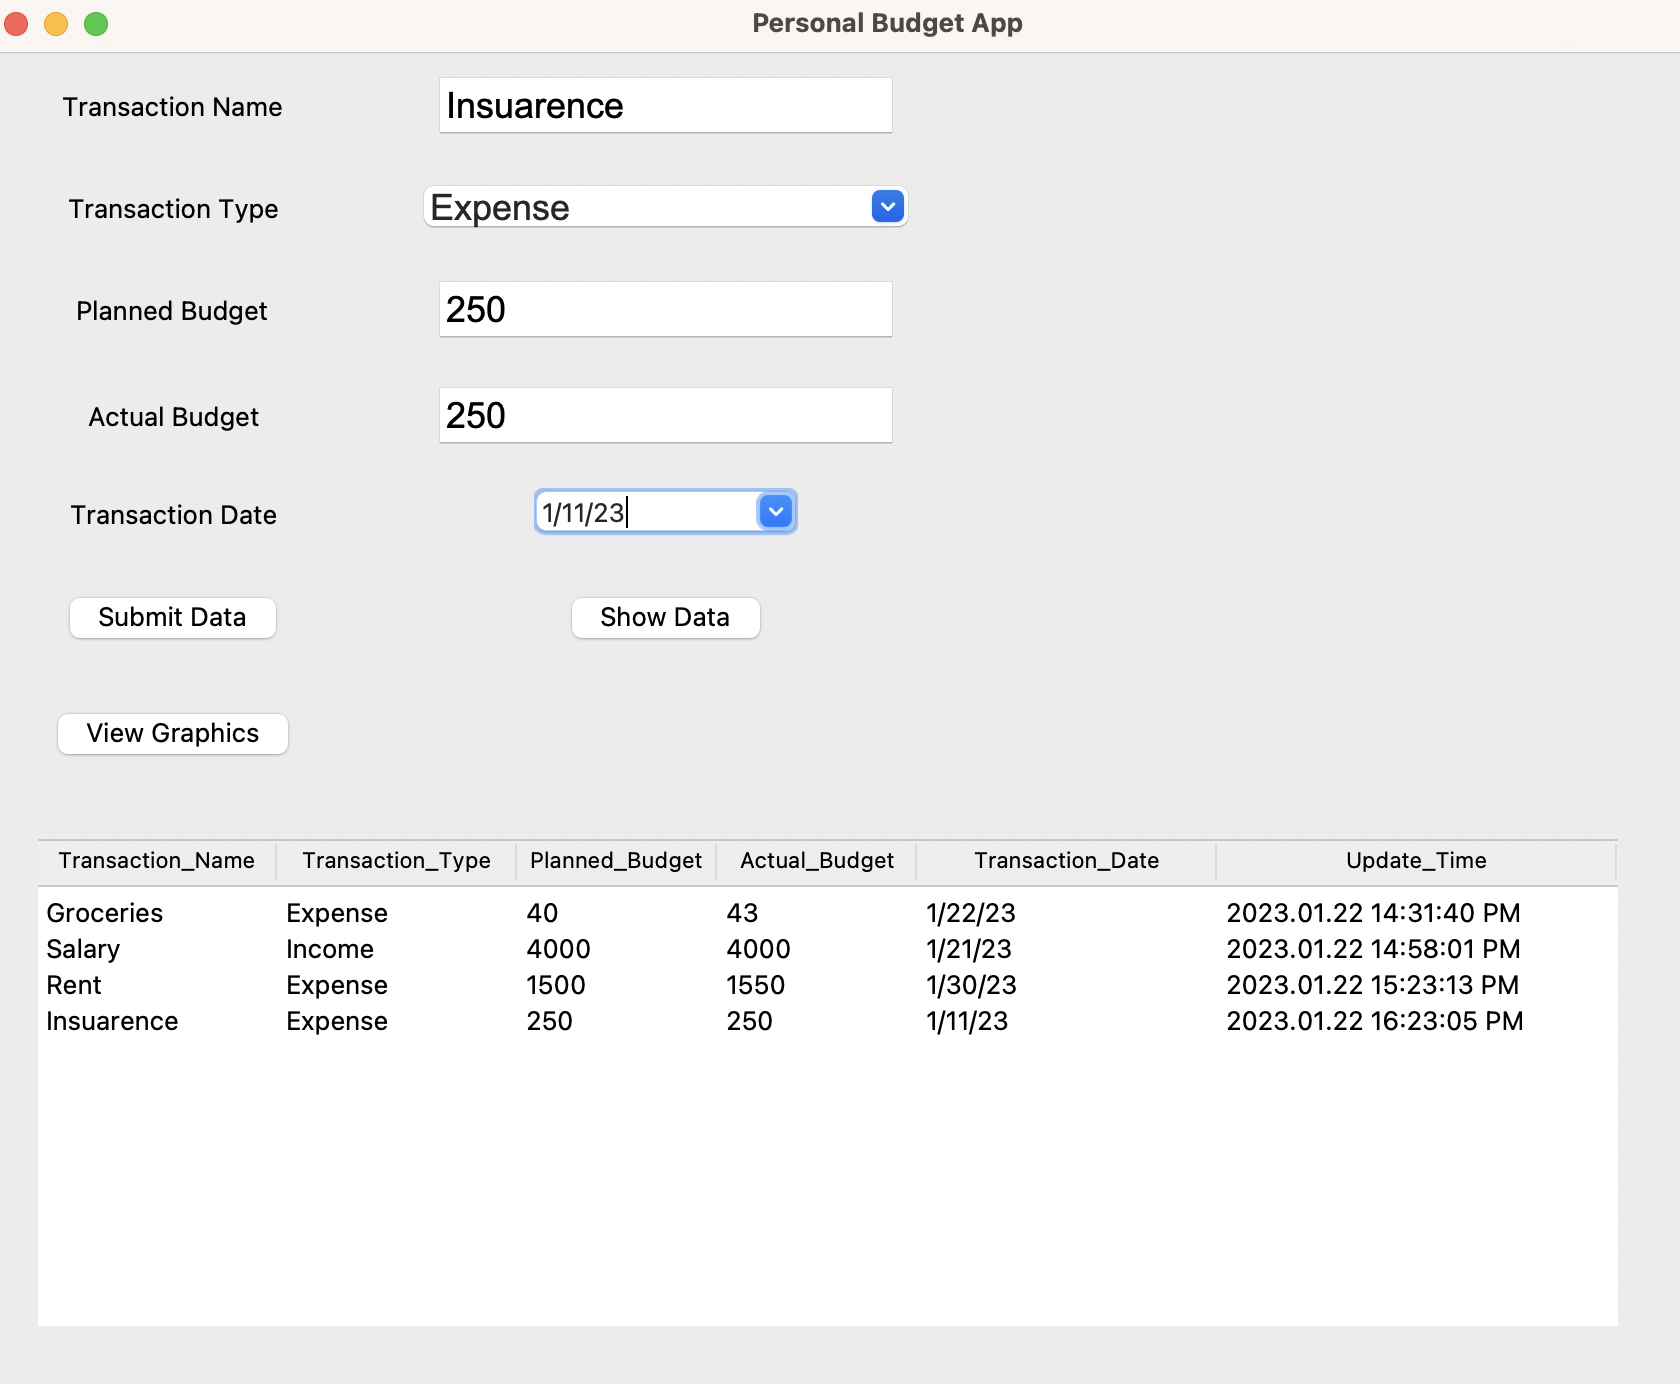 Personal Budget App
Transaction Name Insuarence
Transaction Type Expense
Planned Budget 250
Actual Budget 250
Transaction Date 1/11/23
Submit Data Show Data
View Graphics
Transaction_Name Transaction_Type Planned_Budget Actual_Budget Transaction_Date Update_Time
Groceries Expense 40 43 1/22/23 2023.01.22 14:31:40 PM
Salary Income 4000 4000 1/21/23 2023.01.22 14:58:01 PM
Rent Expense 1500 1550 1/30/23 2023.01.22 15:23:13 PM
Insuarence Expense 250 250 1/11/23 2023.01.22 16:23:05 PM